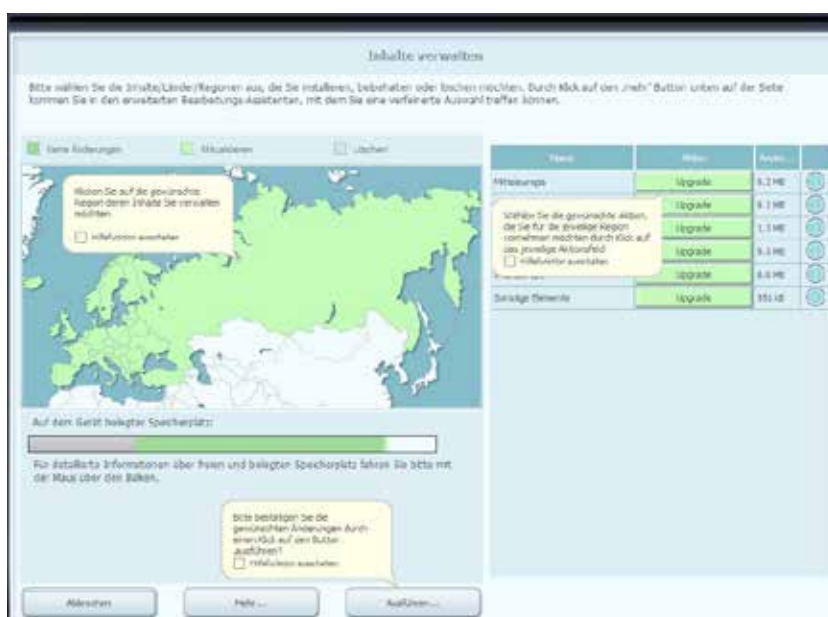 Inhalte verwalten
Bitte wählen Sie die Inhalte/Länder/Regionen aus, die Sie installieren, beibehalten oder löschen möchten. Durch Klick auf den „mehr“ Button unten auf der Seite
kommen Sie in den erweiterten Bearbeitungs-Assistenten, mit dem Sie eine verfeinerte Auswahl treffen können.
Keine Änderungen
Aktualisieren
Löschen
Klicken Sie auf die gewünschte
Region deren Inhalte Sie verwalten
möchten
Hilfefunktion ausschalten
Name
Aktion
Mitteleuropa
Upgrade
Upgrade
Wählen Sie die gewünschte Aktion,
die Sie für die jeweilige Region
vornehmen möchten durch Klick auf
das jeweilige Aktionsfeld
Hilfefunktion ausschalten
Upgrade
Upgrade
Upgrade
Sonstige Elemente
Upgrade
Auf dem Gerät belegter Speicherplatz:
Für detaillierte Informationen über freien und belegten Speicherplatz fahren Sie bitte mit
der Maus über den Balken.
Bitte bestätigen Sie die
gewünschten Änderungen durch
einen Klick auf den Button
ausführen!
Hilfefunktion ausschalten
Abbrechen
Mehr ...
Ausführen...